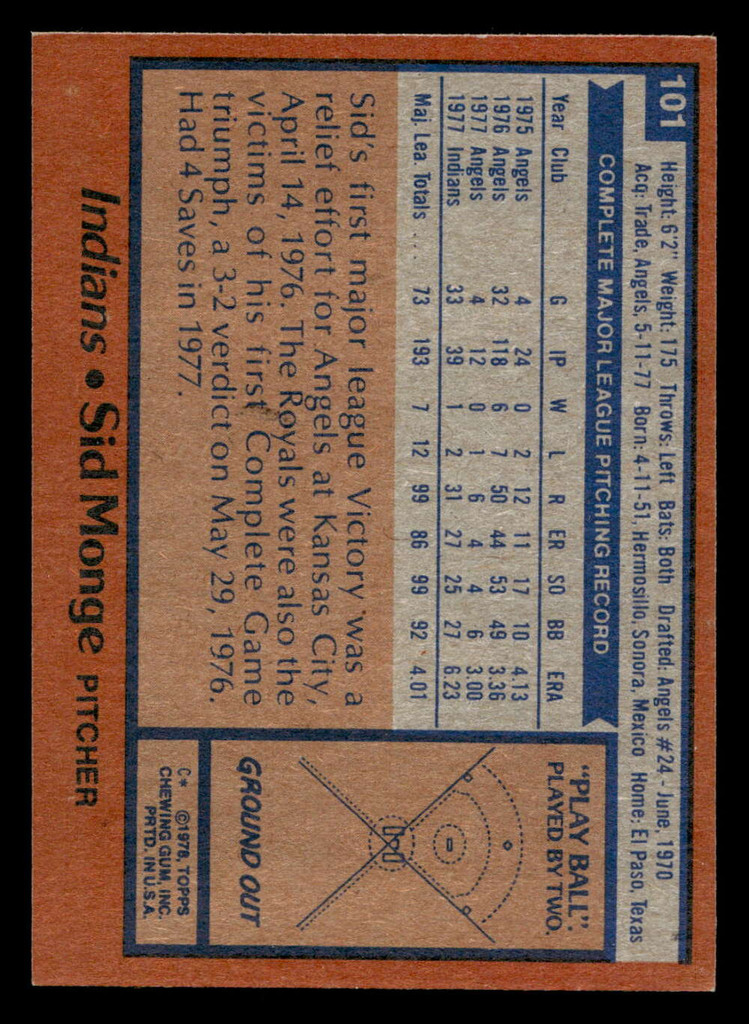 101
Height: 6'2" Weight: 175 Throws: Left Bats: Both Drafted: Angels #24 - June, 1970
Acq: Trade, Angels, 5-11-77 Born: 4-11-51, Hermosillo, Sonora, Mexico Home: El Paso, Texas
COMPLETE MAJOR LEAGUE PITCHING RECORD
Year Club G IP W L R ER SO BB ERA
1975 Angels 4 24 0 2 12 11 17 10 4.13
1976 Angels 32 118 6 7 50 44 53 49 3.36
1977 Angels 4 12 0 1 6 4 4 6 3.00
1977 Indians 33 39 1 2 31 27 25 27 6.23
Maj. Lea. Totals ... 73 193 7 12 99 86 99 92 4.01
Sid's first major league Victory was a
relief effort for Angels at Kansas City,
April 14, 1976. The Royals were also the
victims of his first Complete Game
triumph, a 3-2 verdict on May 29, 1976.
Had 4 Saves in 1977.
"PLAY BALL".
PLAYED BY TWO.
GROUND OUT
C* ©1978, TOPPS
CHEWING GUM, INC.
PRTD. IN U.S.A.
Indians • Sid Monge PITCHER